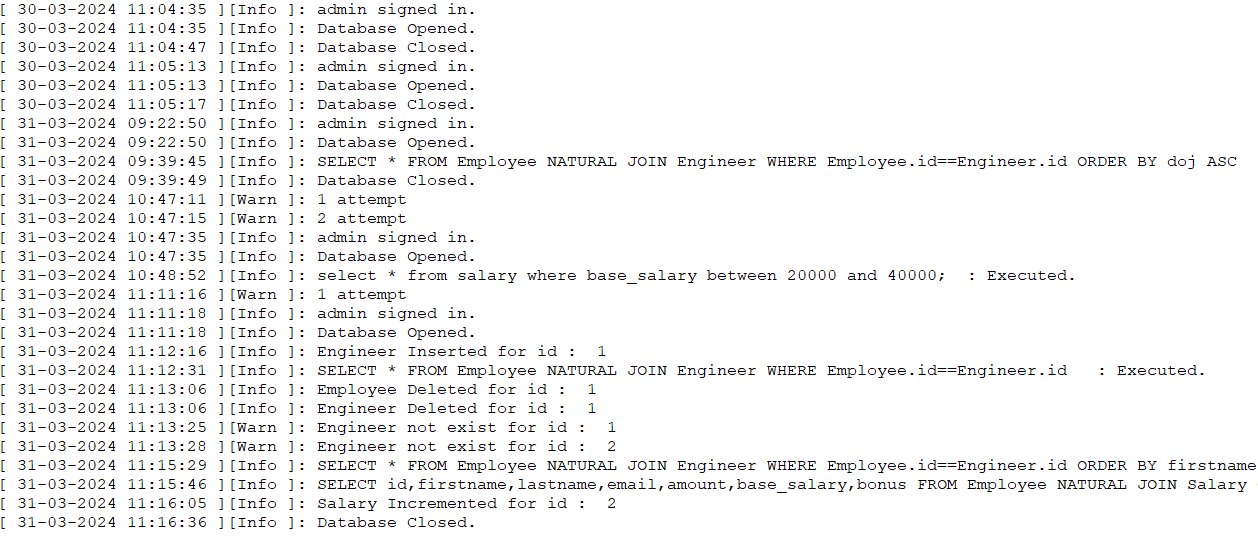 [ 30-03-2024 11:04:35 ][Info ]: admin signed in.
[ 30-03-2024 11:04:35 ][Info ]: Database Opened.
[ 30-03-2024 11:04:47 ][Info ]: Database Closed.
[ 30-03-2024 11:05:13 ][Info ]: admin signed in.
[ 30-03-2024 11:05:13 ][Info ]: Database Opened.
[ 30-03-2024 11:05:17 ][Info ]: Database Closed.
[ 31-03-2024 09:22:50 ][Info ]: admin signed in.
[ 31-03-2024 09:22:50 ][Info ]: Database Opened.
[ 31-03-2024 09:39:45 ][Info ]: SELECT * FROM Employee NATURAL JOIN Engineer WHERE Employee.id==Engineer.id ORDER BY doj ASC
[ 31-03-2024 09:39:49 ][Info ]: Database Closed.
[ 31-03-2024 10:47:11 ][Warn ]: 1 attempt
[ 31-03-2024 10:47:15 ][Warn ]: 2 attempt
[ 31-03-2024 10:47:35 ][Info ]: admin signed in.
[ 31-03-2024 10:47:35 ][Info ]: Database Opened.
[ 31-03-2024 10:48:52 ][Info ]: select * from salary where base_salary between 20000 and 40000;  : Executed.
[ 31-03-2024 11:11:16 ][Warn ]: 1 attempt
[ 31-03-2024 11:11:18 ][Info ]: admin signed in.
[ 31-03-2024 11:11:18 ][Info ]: Database Opened.
[ 31-03-2024 11:12:16 ][Info ]: Engineer Inserted for id :  1
[ 31-03-2024 11:12:31 ][Info ]: SELECT * FROM Employee NATURAL JOIN Engineer WHERE Employee.id==Engineer.id   : Executed.
[ 31-03-2024 11:13:06 ][Info ]: Employee Deleted for id :  1
[ 31-03-2024 11:13:06 ][Info ]: Engineer Deleted for id :  1
[ 31-03-2024 11:13:25 ][Warn ]: Engineer not exist for id :  1
[ 31-03-2024 11:13:28 ][Warn ]: Engineer not exist for id :  2
[ 31-03-2024 11:15:29 ][Info ]: SELECT * FROM Employee NATURAL JOIN Engineer WHERE Employee.id==Engineer.id ORDER BY firstname
[ 31-03-2024 11:15:46 ][Info ]: SELECT id,firstname,lastname,email,amount,base_salary,bonus FROM Employee NATURAL JOIN Salary
[ 31-03-2024 11:16:05 ][Info ]: Salary Incremented for id :  2
[ 31-03-2024 11:16:36 ][Info ]: Database Closed.